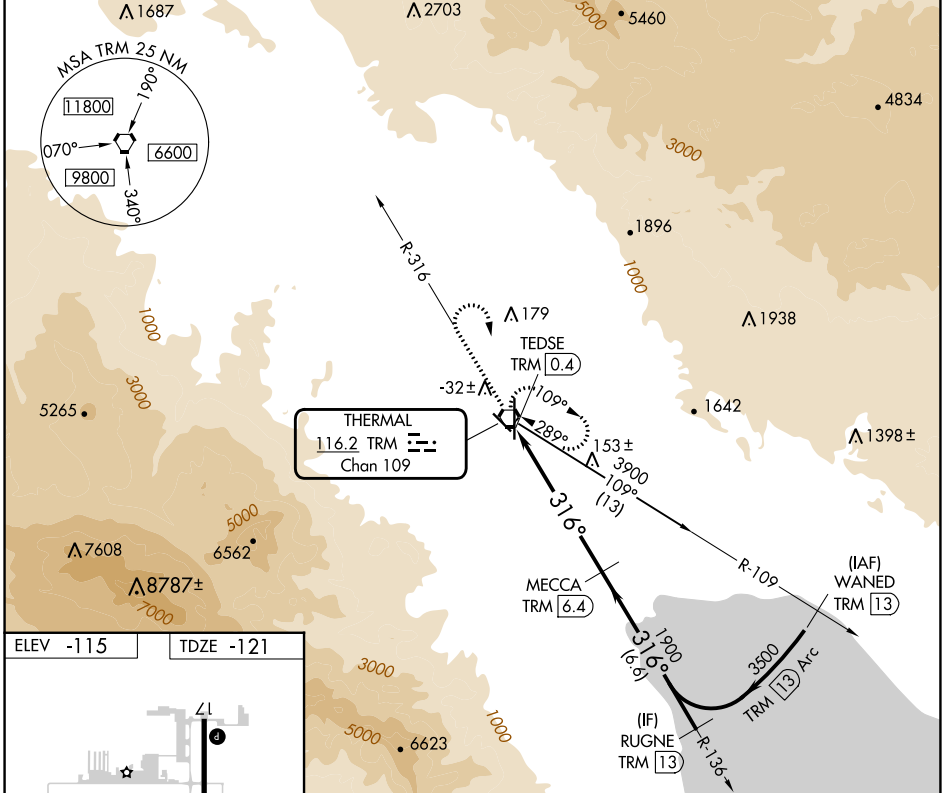 1687
2703
5000
5460
MSA TRM 25 NM
190°
11800
070°
6600
9800
340°
4834
3000
R-316
1896
1000
179
1938
1000
TEDSE
TRM 0.4
3000
-32±
109°
5265
THERMAL
116.2 TRM
Chan 109
289°
153±
3900
109°
(13)
1642
1398±
316°
5000
7608
6562
8787±
7000
MECCA
TRM 6.4
R-109
(IAF)
WANED
TRM 13
1900
316°
(6.6)
3500
TRM 13 Arc
ELEV -115
TDZE -121
3000
5000
6623
1000
(IF)
RUGNE
TRM 13
R-136
17
P